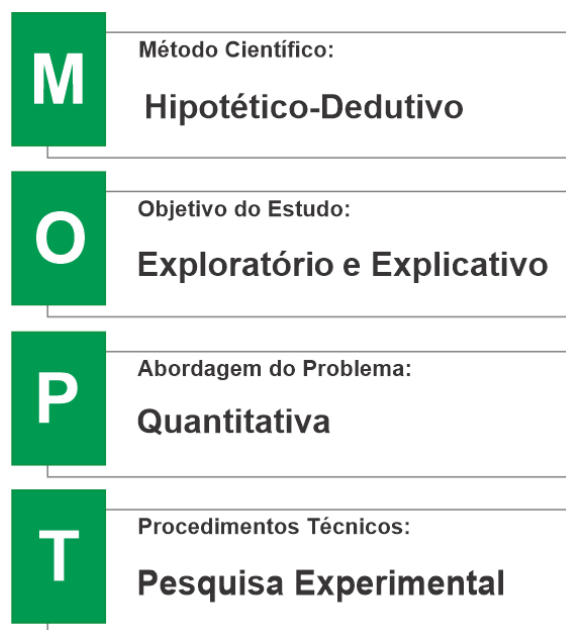 M
Método Científico:
Hipotético-Dedutivo
O
Objetivo do Estudo:
Exploratório e Explicativo
P
Abordagem do Problema:
Quantitativa
T
Procedimentos Técnicos:
Pesquisa Experimental